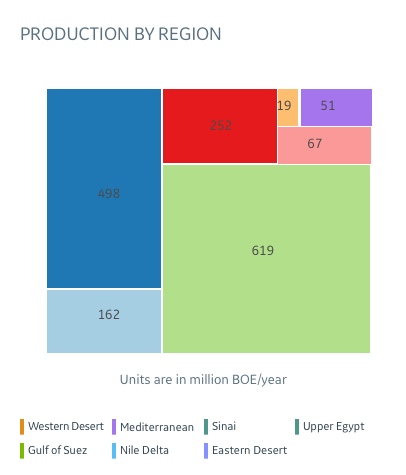 PRODUCTION BY REGION
252
19
51
67
498
619
162
Units are in million BOE/year
Western Desert
Mediterranean
Sinai
Upper Egypt
Gulf of Suez
Nile Delta
Eastern Desert